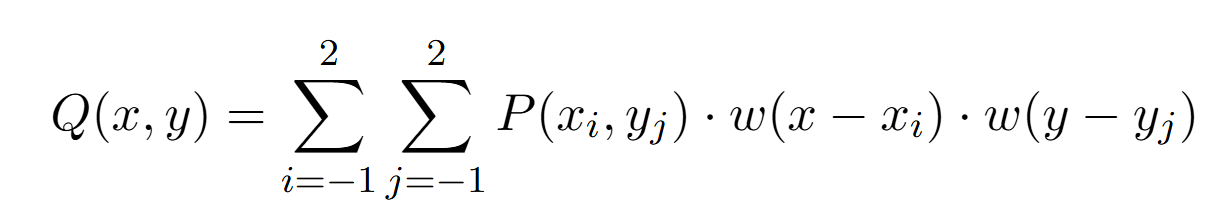 Q(x, y) = \sum_{i=-1}^{2} \sum_{j=-1}^{2} P(x_i, y_j) \cdot w(x - x_i) \cdot w(y - y_j)